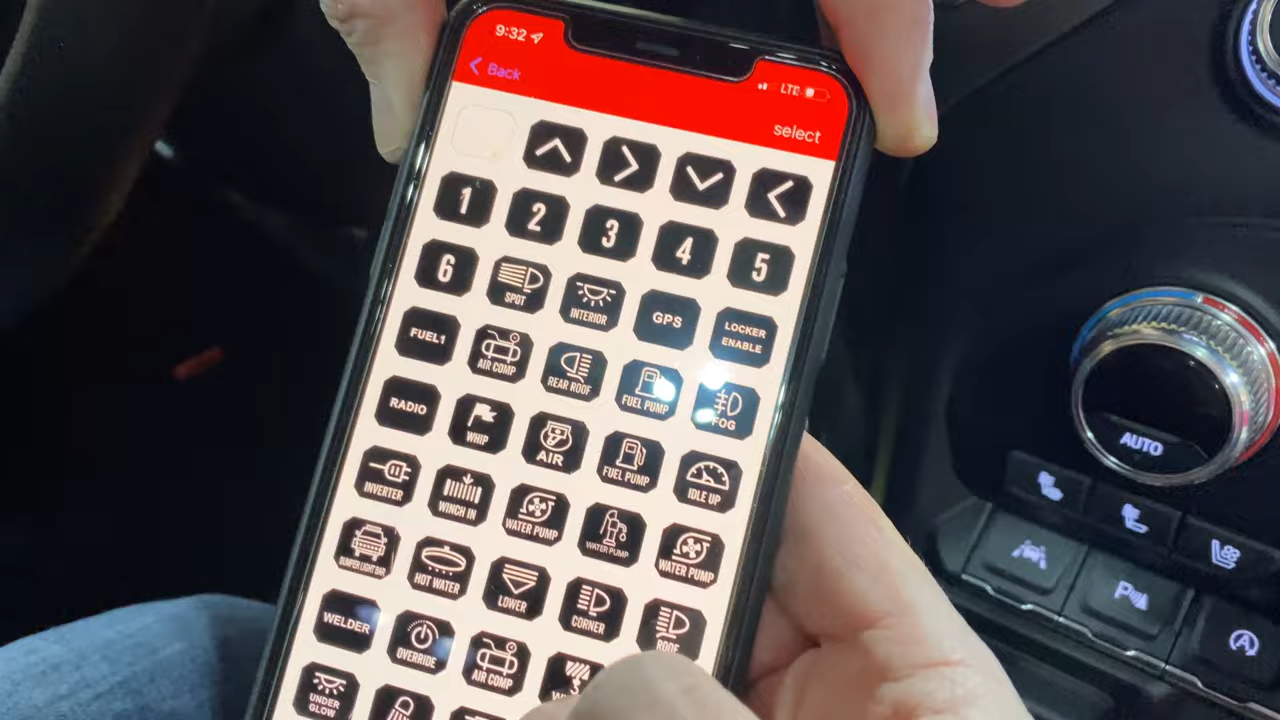 9:32
LTE
Back
select
1 2 3 4 5
6 SPOT INTERIOR GPS LOCKER ENABLE
FUEL1 AIR COMP REAR ROOF FUEL PUMP FOG
RADIO WHIP AIR FUEL PUMP IDLE UP
INVERTER WINCH IN WATER PUMP WATER PUMP WATER PUMP
BUMPER LIGHT BAR HOT WATER LOWER CORNER ROOF
WELDER OVERRIDE AIR COMP
UNDER GLOW
AUTO